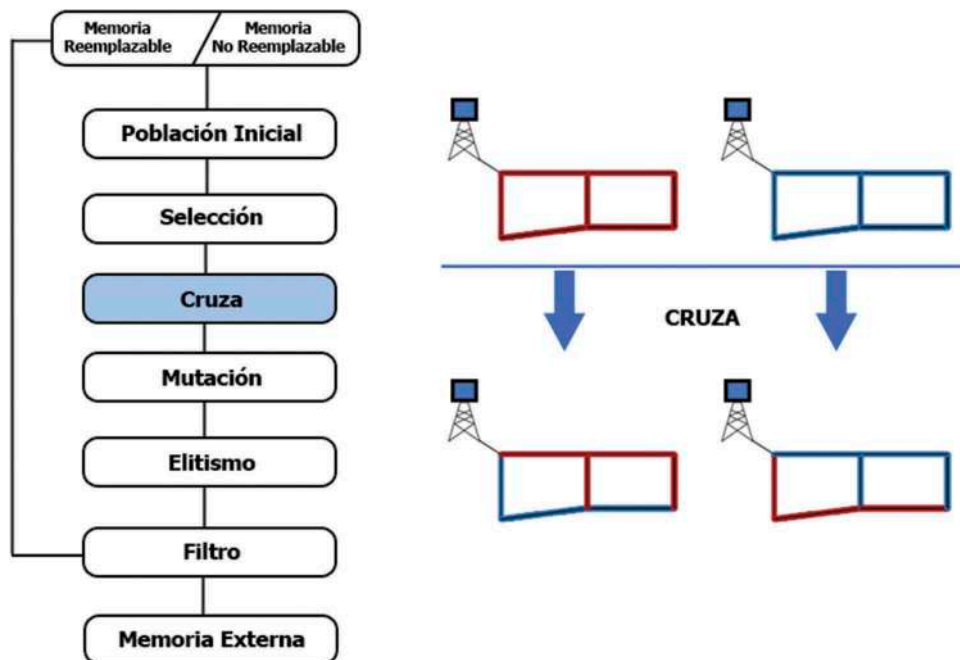 Memoria
Reemplazable
Memoria
No Reemplazable
Población Inicial
Selección
Cruza
Mutación
Elitismo
Filtro
Memoria Externa
CRUZA